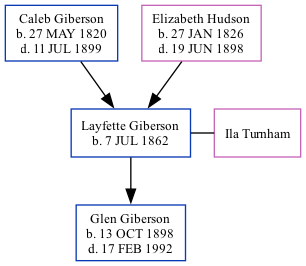 Caleb Giberson
b. 27 MAY 1820
d. 11 JUL 1899
Elizabeth Hudson
b. 27 JAN 1826
d. 19 JUN 1898
Layfette Giberson
b. 7 JUL 1862
Ila Turnham
Glen Giberson
b. 13 OCT 1898
d. 17 FEB 1992